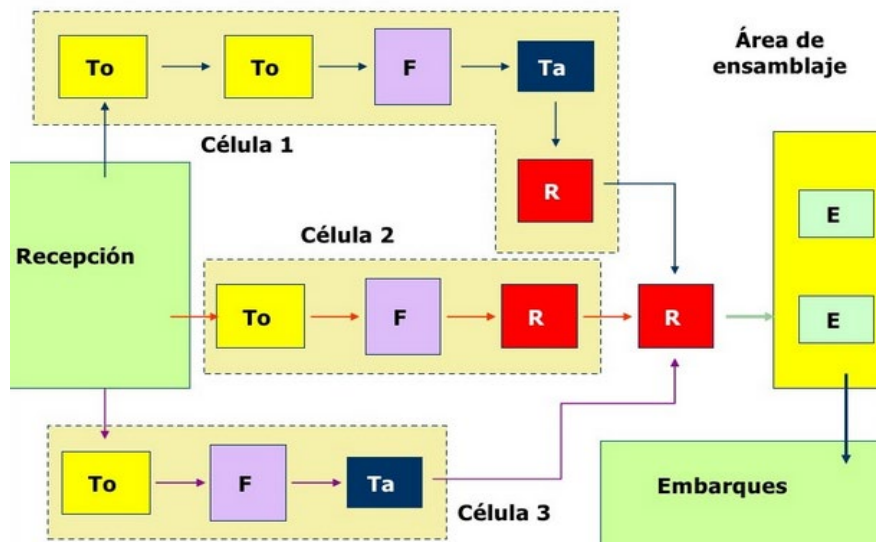 To
To
F
Ta
Área de
ensamblaje
Célula 1
R
E
Recepción
Célula 2
To
F
R
R
E
To
F
Ta
Célula 3
Embarques